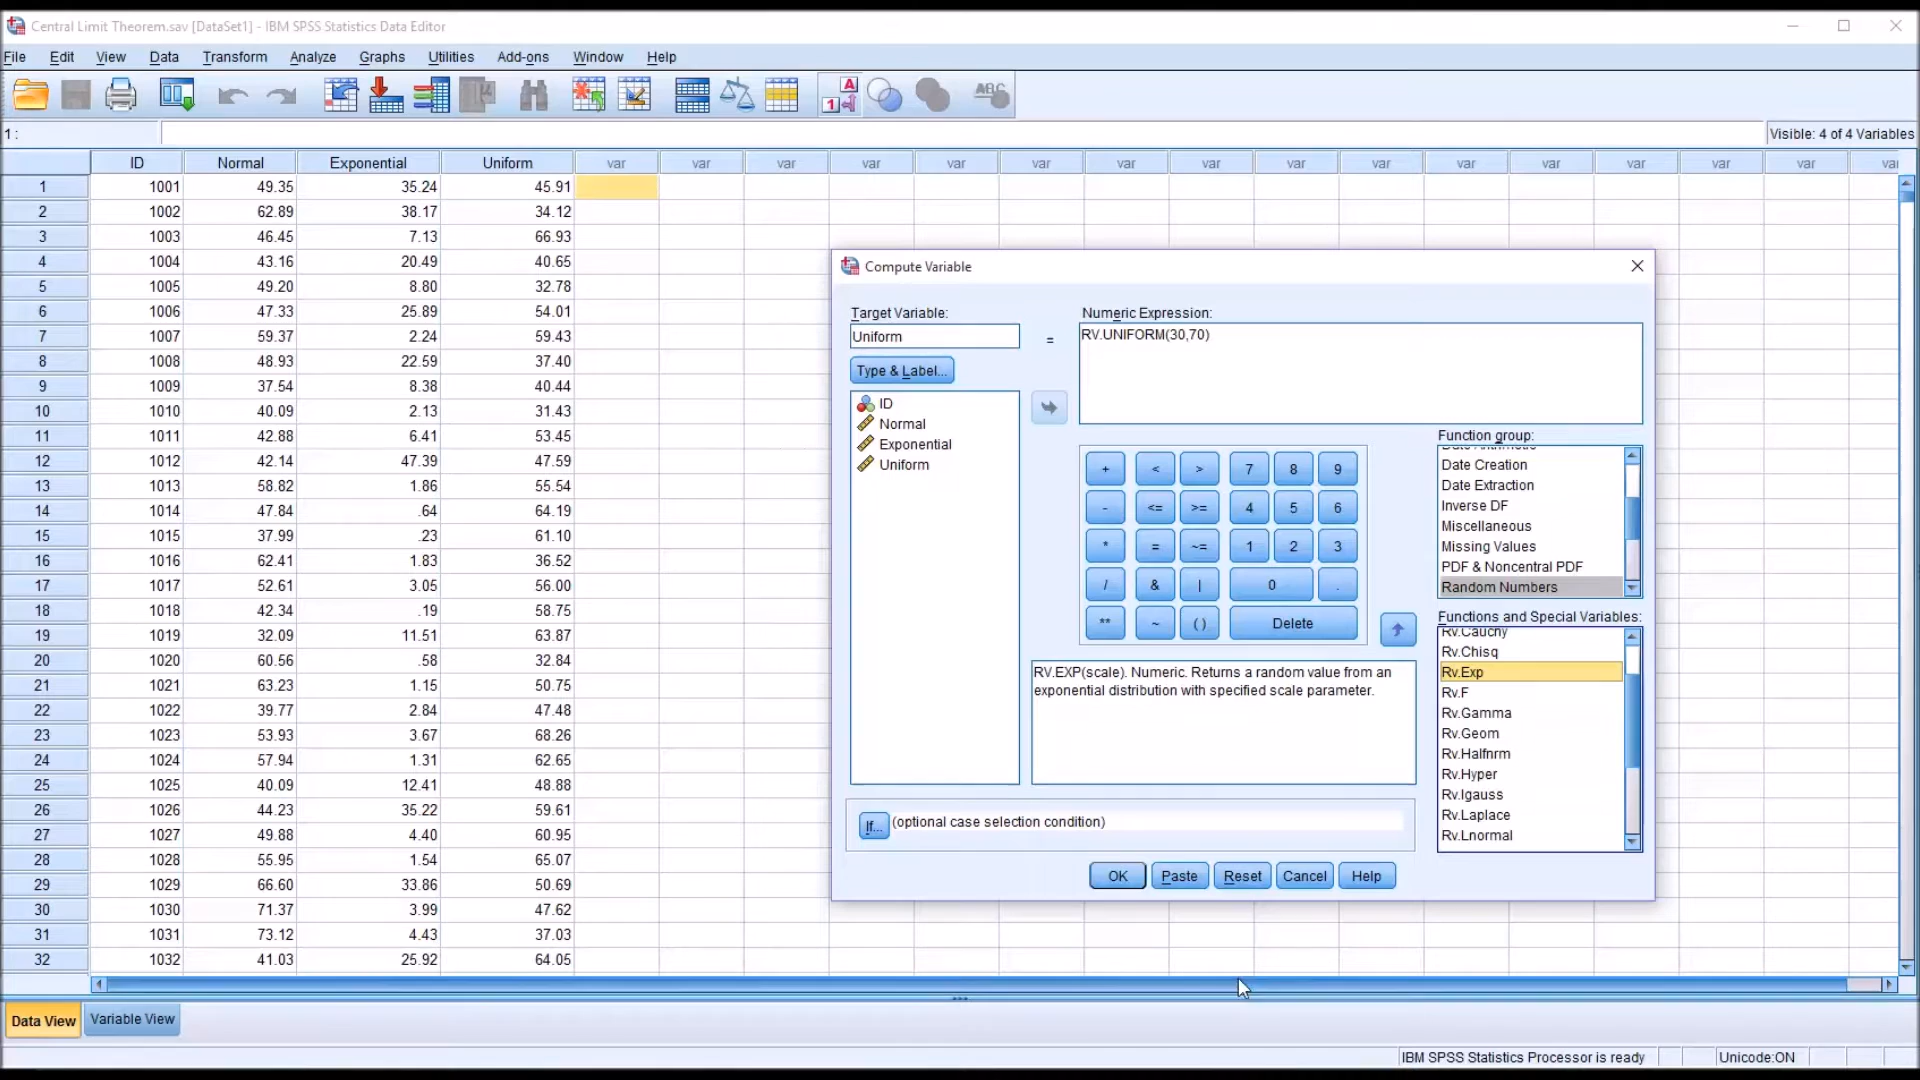 Central Limit Theorem.sav [DataSet1] - IBM SPSS Statistics Data Editor
File Edit View Data Transform Analyze Graphs Utilities Add-ons Window Help
1 A ABC
1 : Visible: 4 of 4 Variables
ID Normal Exponential Uniform var var var var var var var var var var var var var var var
1 1001 49.35 35.24 45.91
2 1002 62.89 38.17 34.12
3 1003 46.45 7.13 66.93
4 1004 43.16 20.49 40.65
5 1005 49.20 8.80 32.78
6 1006 47.33 25.89 54.01
7 1007 59.37 2.24 59.43
8 1008 48.93 22.59 37.40
9 1009 37.54 8.38 40.44
10 1010 40.09 2.13 31.43
11 1011 42.88 6.41 53.45
12 1012 42.14 47.39 47.59
13 1013 58.82 1.86 55.54
14 1014 47.84 .64 64.19
15 1015 37.99 .23 61.10
16 1016 62.41 1.83 36.52
17 1017 52.61 3.05 56.00
18 1018 42.34 .19 58.75
19 1019 32.09 11.51 63.87
20 1020 60.56 .58 32.84
21 1021 63.23 1.15 50.75
22 1022 39.77 2.84 47.48
23 1023 53.93 3.67 68.26
24 1024 57.94 1.31 62.65
25 1025 40.09 12.41 48.88
26 1026 44.23 35.22 59.61
27 1027 49.88 4.40 60.95
28 1028 55.95 1.54 65.07
29 1029 66.60 33.86 50.69
30 1030 71.37 3.99 47.62
31 1031 73.12 4.43 37.03
32 1032 41.03 25.92 64.05
Compute Variable
Target Variable:
Uniform
=
Numeric Expression:
RV.UNIFORM(30,70)
Type & Label...
ID
Normal
Exponential
Uniform
+ < > 7 8 9
- <= >= 4 5 6
* = ~= 1 2 3
/ & | 0 .
** ~ ( ) Delete
Function group:
Date Arithmetic
Date Creation
Date Extraction
Inverse DF
Miscellaneous
Missing Values
PDF & Noncentral PDF
Random Numbers
Functions and Special Variables:
Rv.Cauchy
Rv.Chisq
Rv.Exp
Rv.F
Rv.Gamma
Rv.Geom
Rv.Halfnrm
Rv.Hyper
Rv.Igauss
Rv.Laplace
Rv.Lnormal
RV.EXP(scale). Numeric. Returns a random value from an
exponential distribution with specified scale parameter.
If... (optional case selection condition)
OK Paste Reset Cancel Help
Data View Variable View
IBM SPSS Statistics Processor is ready Unicode:ON